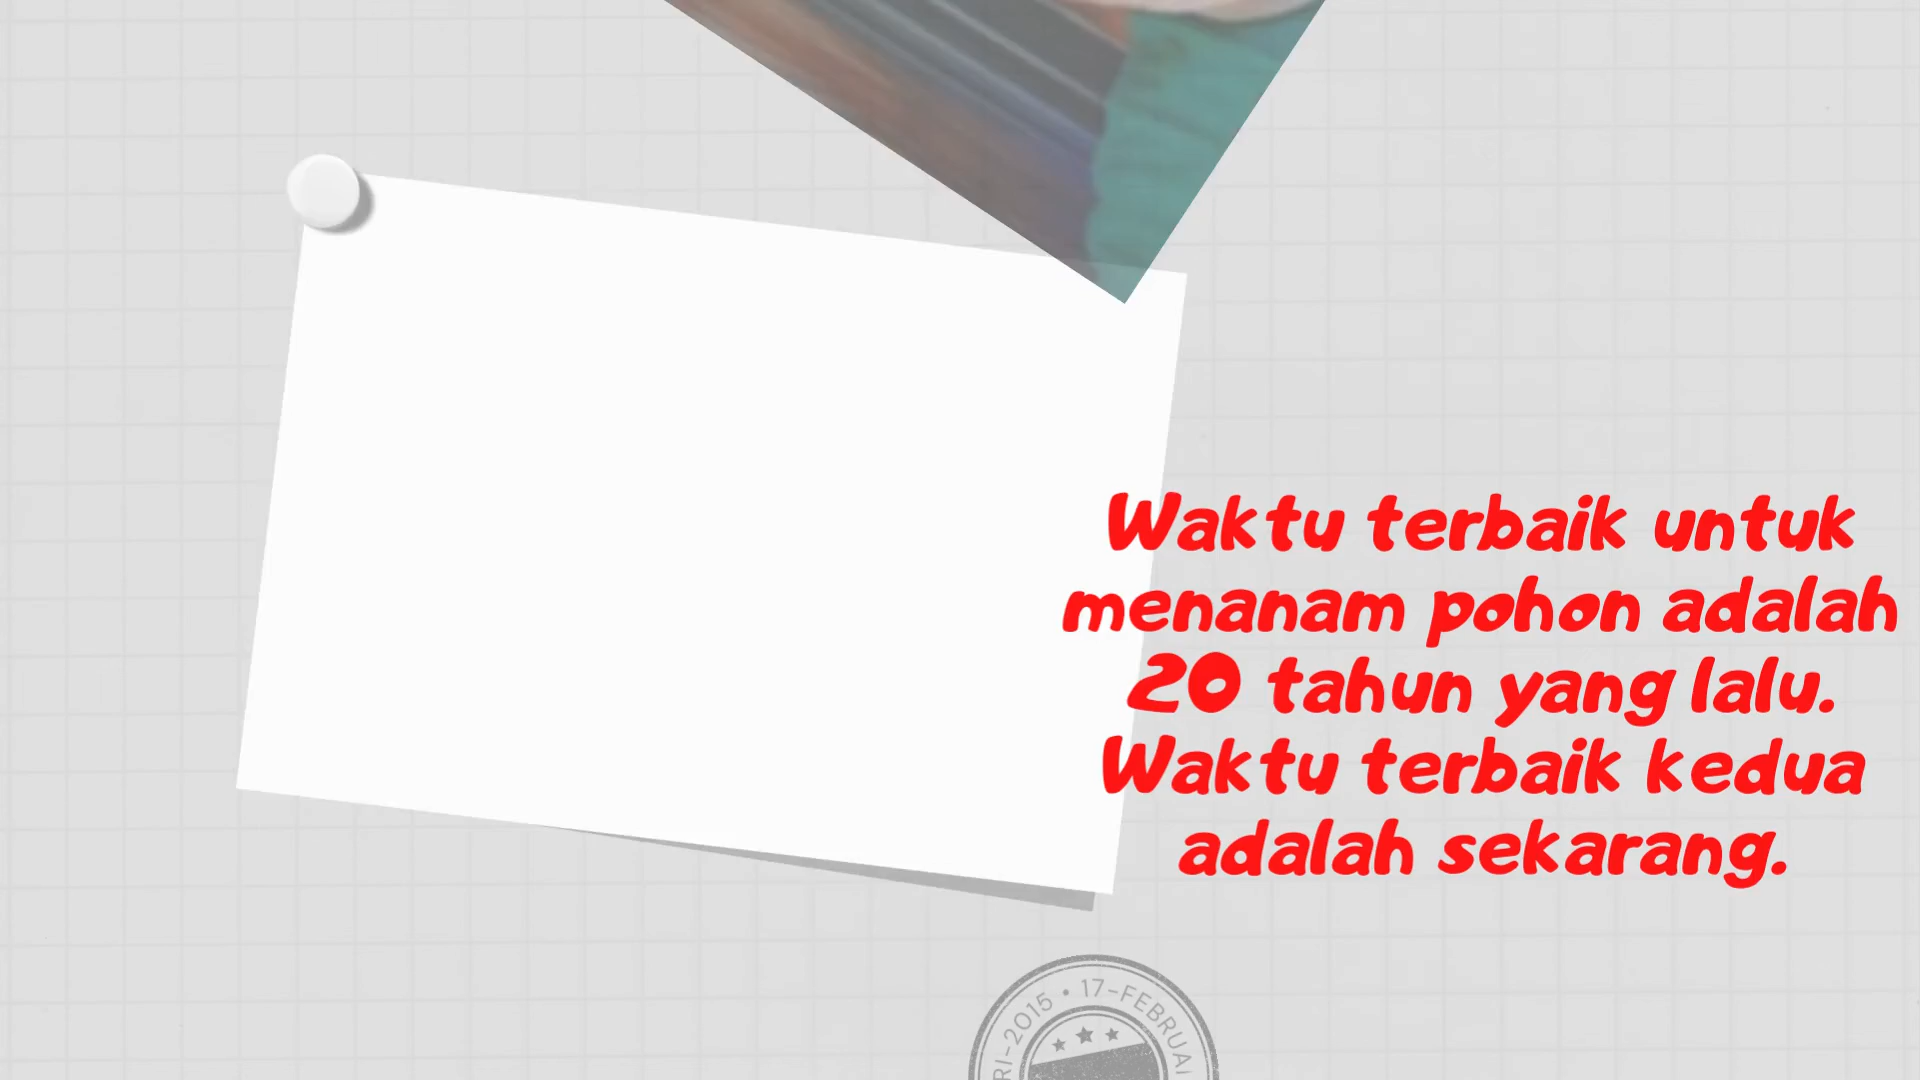 Waktu terbaik untuk
menanam pohon adalah
20 tahun yang lalu.
Waktu terbaik kedua
adalah sekarang.
RI-2015 • 17-FEBRUAI